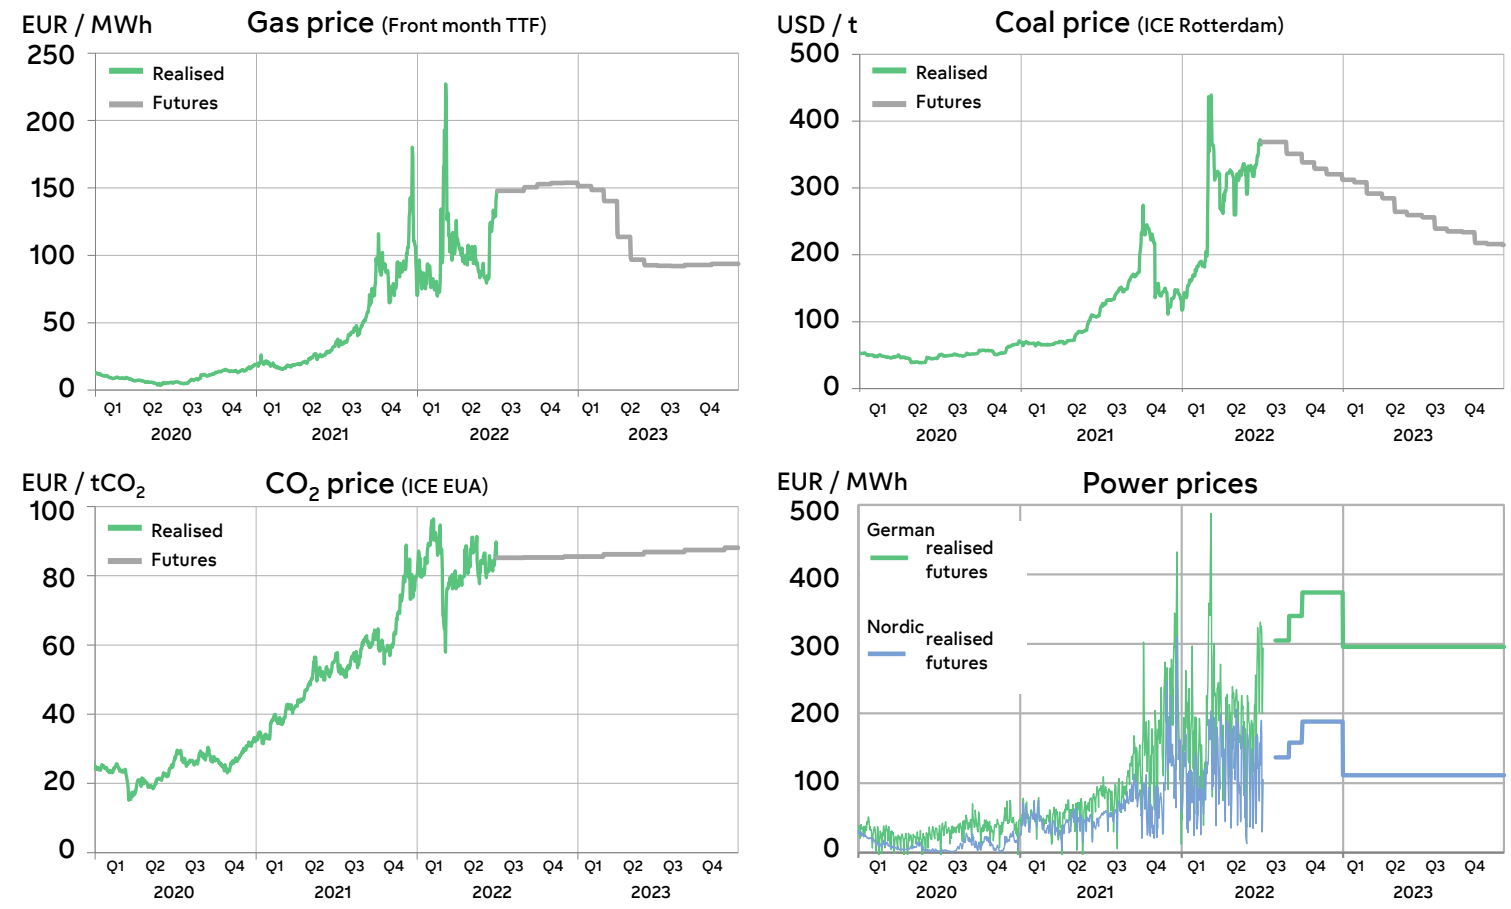 EUR / MWh
Gas price (Front month TTF)
250
200
150
100
50
0
Realised
Futures
Q1 Q2 Q3 Q4 Q1 Q2 Q3 Q4 Q1 Q2 Q3 Q4 Q1 Q2 Q3 Q4
2020 2021 2022 2023
USD / t
Coal price (ICE Rotterdam)
500
400
300
200
100
0
Realised
Futures
Q1 Q2 Q3 Q4 Q1 Q2 Q3 Q4 Q1 Q2 Q3 Q4 Q1 Q2 Q3 Q4
2020 2021 2022 2023
EUR / tCO₂
CO₂ price (ICE EUA)
100
80
60
40
20
0
Realised
Futures
Q1 Q2 Q3 Q4 Q1 Q2 Q3 Q4 Q1 Q2 Q3 Q4 Q1 Q2 Q3 Q4
2020 2021 2022 2023
EUR / MWh
Power prices
500
400
300
200
100
0
German
realised
futures
Nordic
realised
futures
Q1 Q2 Q3 Q4 Q1 Q2 Q3 Q4 Q1 Q2 Q3 Q4 Q1 Q2 Q3 Q4
2020 2021 2022 2023